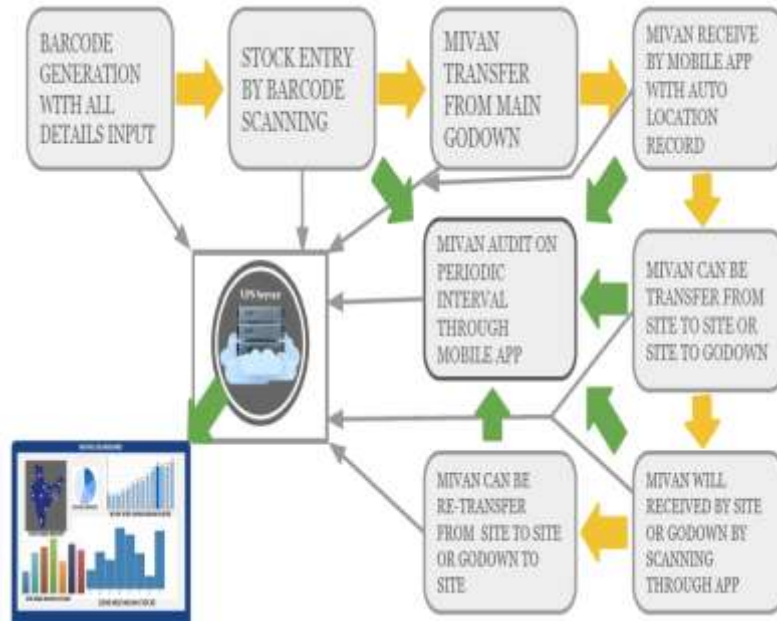 BARCODE
GENERATION
WITH ALL
DETAILS INPUT
STOCK ENTRY
BY BARCODE
SCANNING
MIVAN
TRANSFER
FROM MAIN
GODOWN
MIVAN RECEIVE
BY MOBILE APP
WITH AUTO
LOCATION
RECORD
MIVAN AUDIT ON
PERIODIC
INTERVAL
THROUGH
MOBILE APP
MIVAN CAN BE
TRANSFER FROM
SITE TO SITE OR
SITE TO GODOWN
MIVAN CAN BE
RE-TRANSFER
FROM SITE TO SITE
OR GODOWN TO
SITE
MIVAN WILL
RECEIVED BY SITE
OR GODOWN BY
SCANNING
THROUGH APP